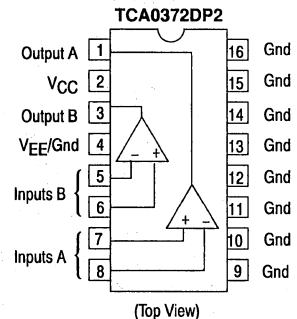 TCA0372DP2
Output A 1 16 Gnd
VCC 2 15 Gnd
Output B 3 14 Gnd
VEE/Gnd 4 13 Gnd
Inputs B 5 12 Gnd
6 11 Gnd
Inputs A 7 10 Gnd
8 9 Gnd
− +
+ −
(Top View)